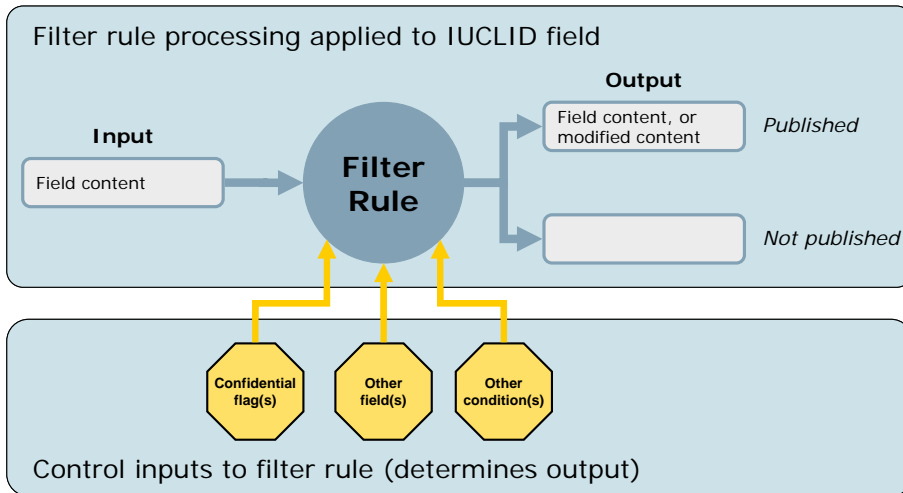 Filter rule processing applied to IUCLID field
Output
Input
Field content, or
modified content
Published
Field content
Filter
Rule
Not published
Confidential
flag(s)
Other
field(s)
Other
condition(s)
Control inputs to filter rule (determines output)